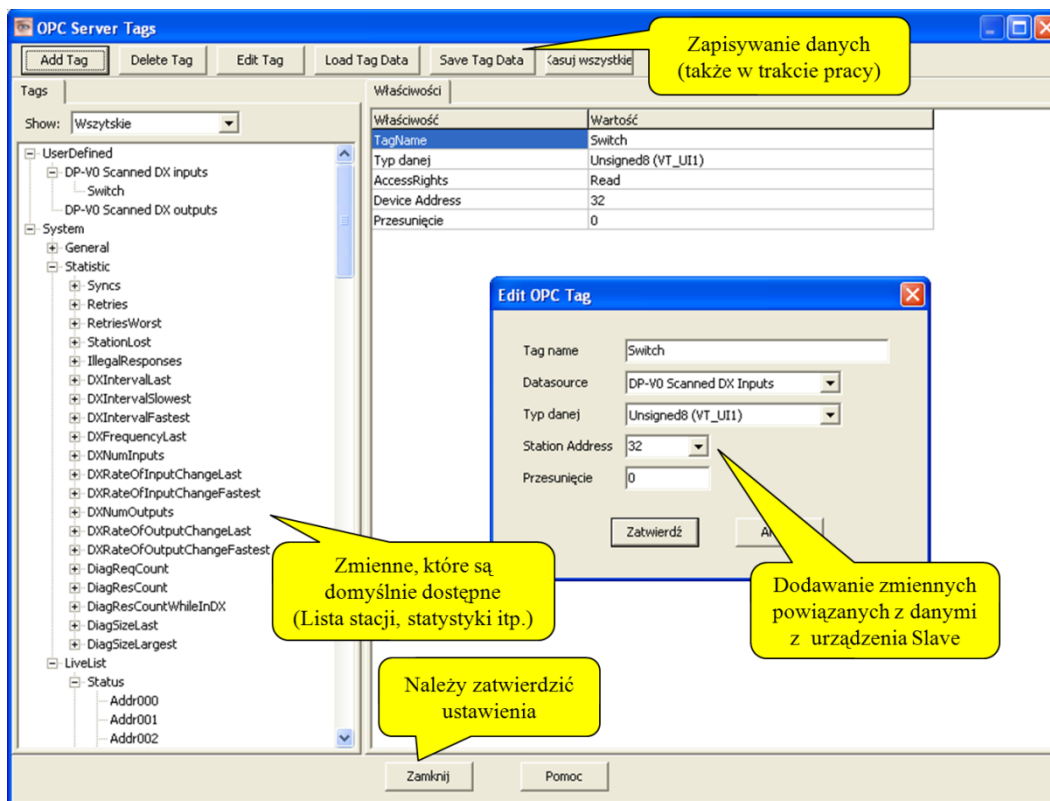 OPC Server Tags
Add Tag Delete Tag Edit Tag Load Tag Data Save Tag Data Kasuj wszystkie
Zapisywanie danych
(także w trakcie pracy)
Tags
Show: Wszytskie
UserDefined
DP-V0 Scanned DX inputs
Switch
DP-V0 Scanned DX outputs
System
General
Statistic
Syncs
Retries
RetriesWorst
StationLost
IllegalResponses
DXIntervalLast
DXIntervalSlowest
DXIntervalFastest
DXFrequencyLast
DXNumInputs
DXRateOfInputChangeLast
DXRateOfInputChangeFastest
DXNumOutputs
DXRateOfOutputChangeLast
DXRateOfOutputChangeFastest
DiagReqCount
DiagResCount
DiagResCountWhileInDX
DiagSizeLast
DiagSizeLargest
LiveList
Status
Addr000
Addr001
Addr002
Właściwości
Właściwość Wartość
TagName Switch
Typ danej Unsigned8 (VT_UI1)
AccessRights Read
Device Address 32
Przesunięcie 0
Edit OPC Tag
Tag name Switch
Datasource DP-V0 Scanned DX Inputs
Typ danej Unsigned8 (VT_UI1)
Station Address 32
Przesunięcie 0
Zatwierdź
Zmienne, które są
domyślnie dostępne
(Lista stacji, statystyki itp.)
Dodawanie zmiennych
powiązanych z danymi
z urządzenia Slave
Należy zatwierdzić
ustawienia
Zamknij Pomoc